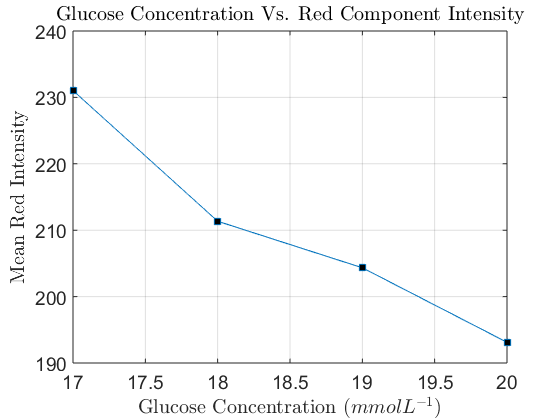 Glucose Concentration Vs. Red Component Intensity
240
230
220
210
200
190
Mean Red Intensity
17 17.5 18 18.5 19 19.5 20
Glucose Concentration (mmolL⁻¹)